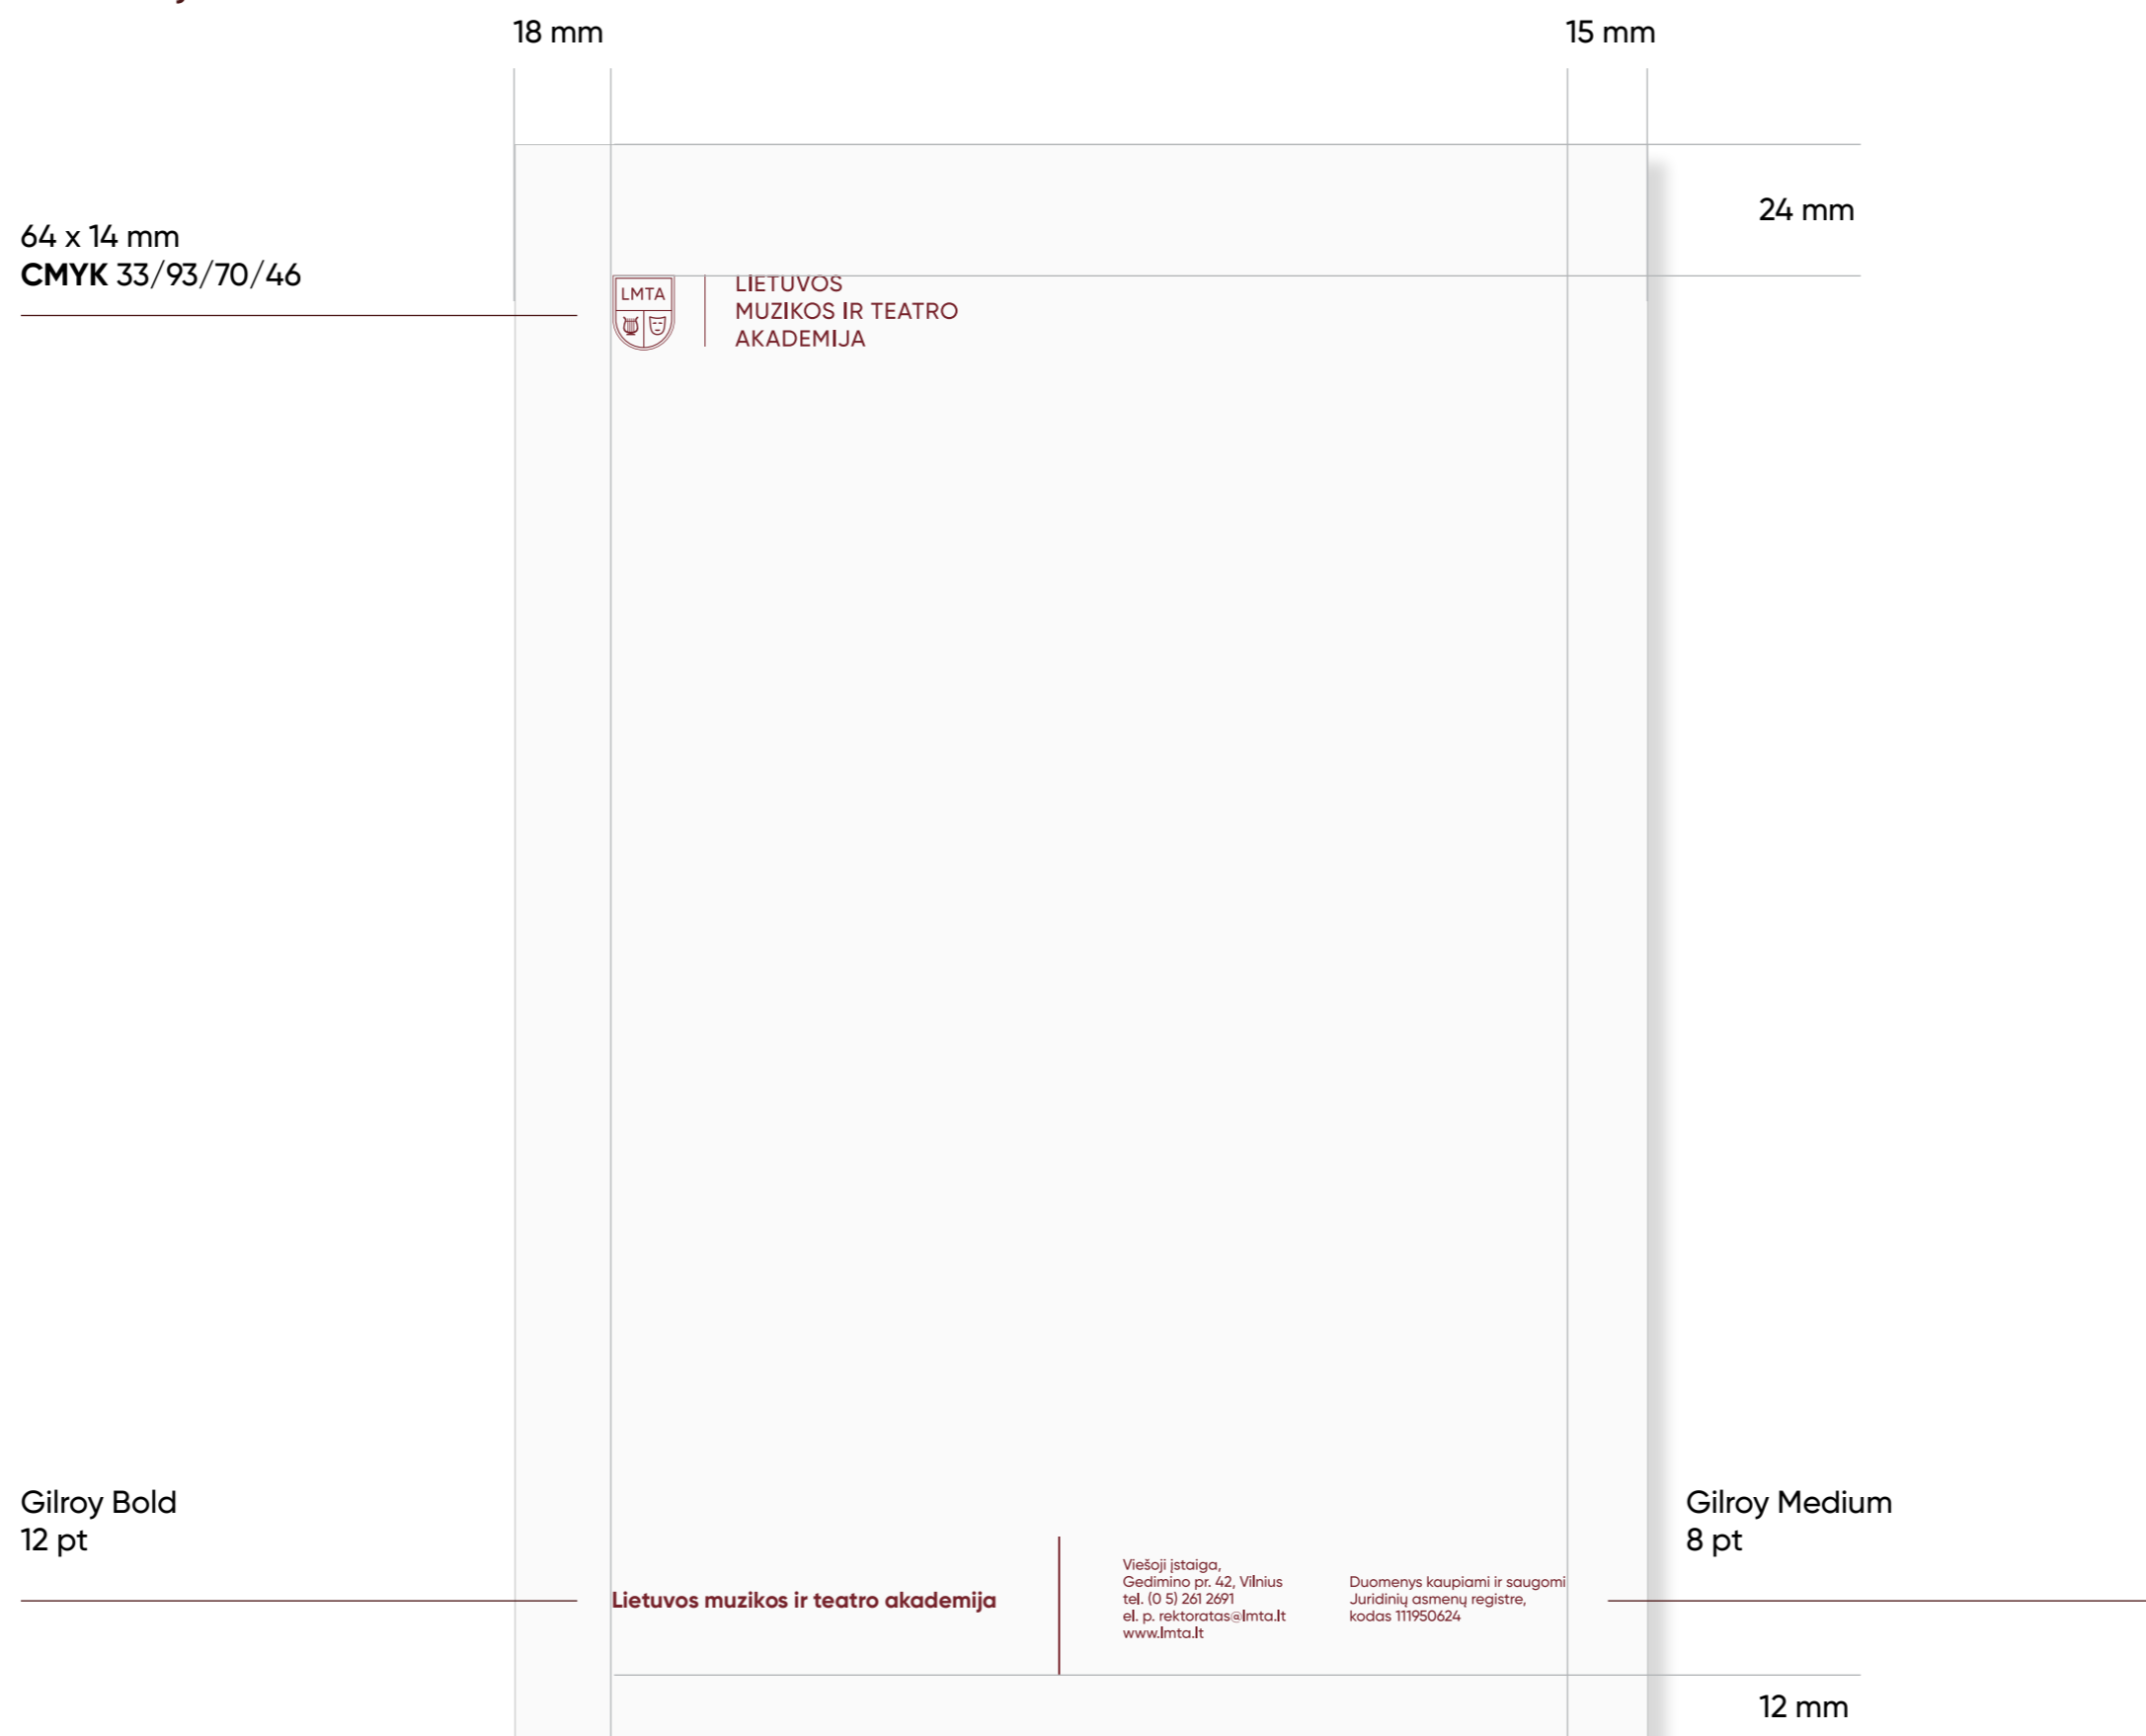 18 mm
15 mm
24 mm
64 x 14 mm
CMYK 33/93/70/46
LMTA
LIETUVOS
MUZIKOS IR TEATRO
AKADEMIJA
Gilroy Bold
12 pt
Gilroy Medium
8 pt
Lietuvos muzikos ir teatro akademija
Viešoji įstaiga,
Gedimino pr. 42, Vilnius
tel. (0 5) 261 2691
el. p. rektoratas@lmta.lt
www.lmta.lt
Duomenys kaupiami ir saugomi
Juridinių asmenų registre,
kodas 111950624
12 mm